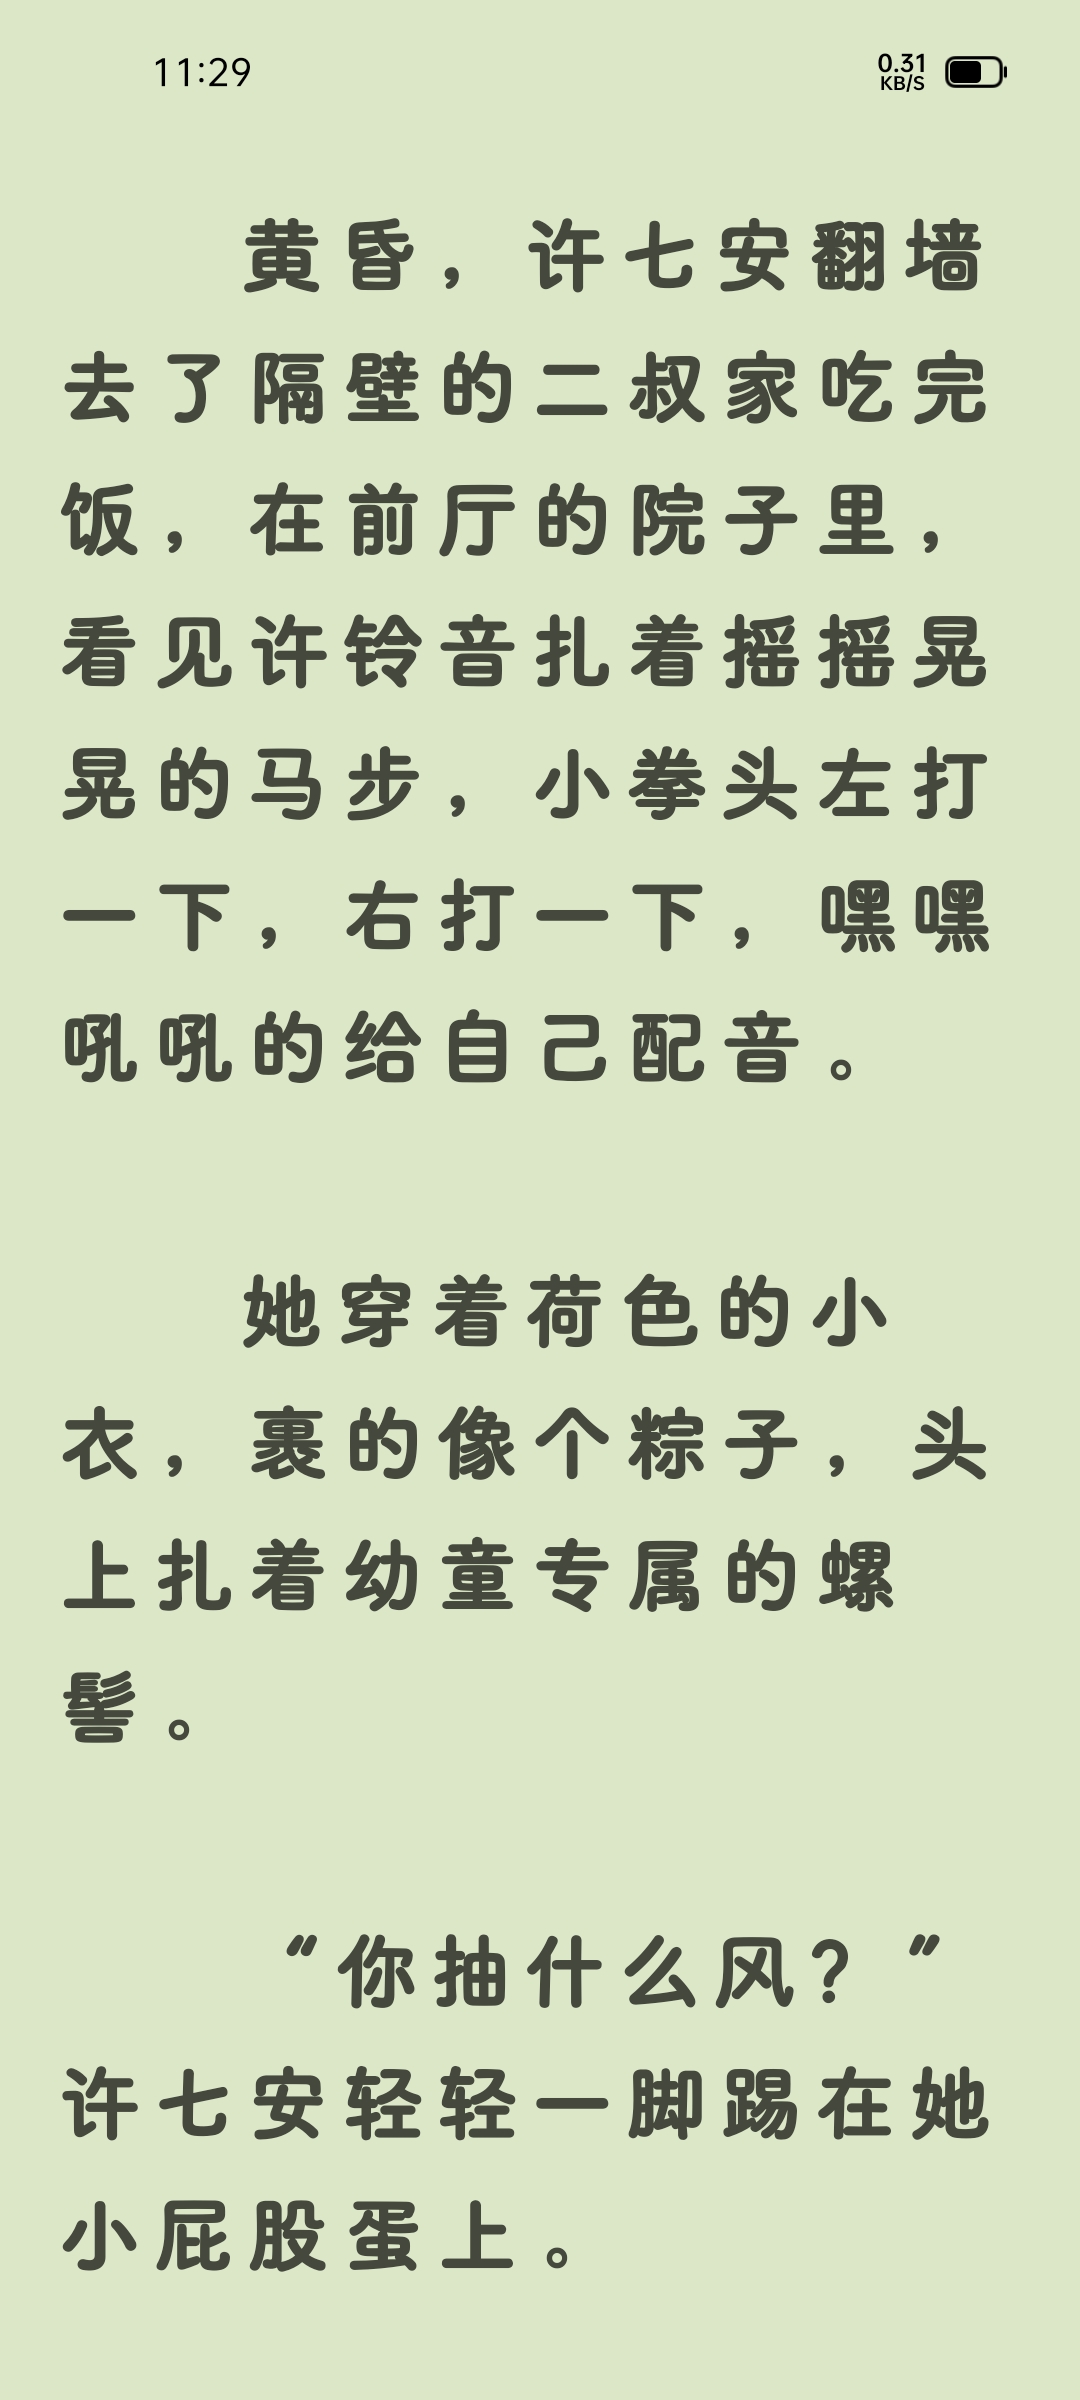 11:29
0.31
KB/S
黄昏，许七安翻墙
去了隔壁的二叔家吃完
饭，在前厅的院子里，
看见许铃音扎着摇摇晃
晃的马步，小拳头左打
一下，右打一下，嘿嘿
吼吼的给自己配音。
她穿着荷色的小
衣，裹的像个粽子，头
上扎着幼童专属的螺
髻。
“你抽什么风？”
许七安轻轻一脚踢在她
小屁股蛋上。